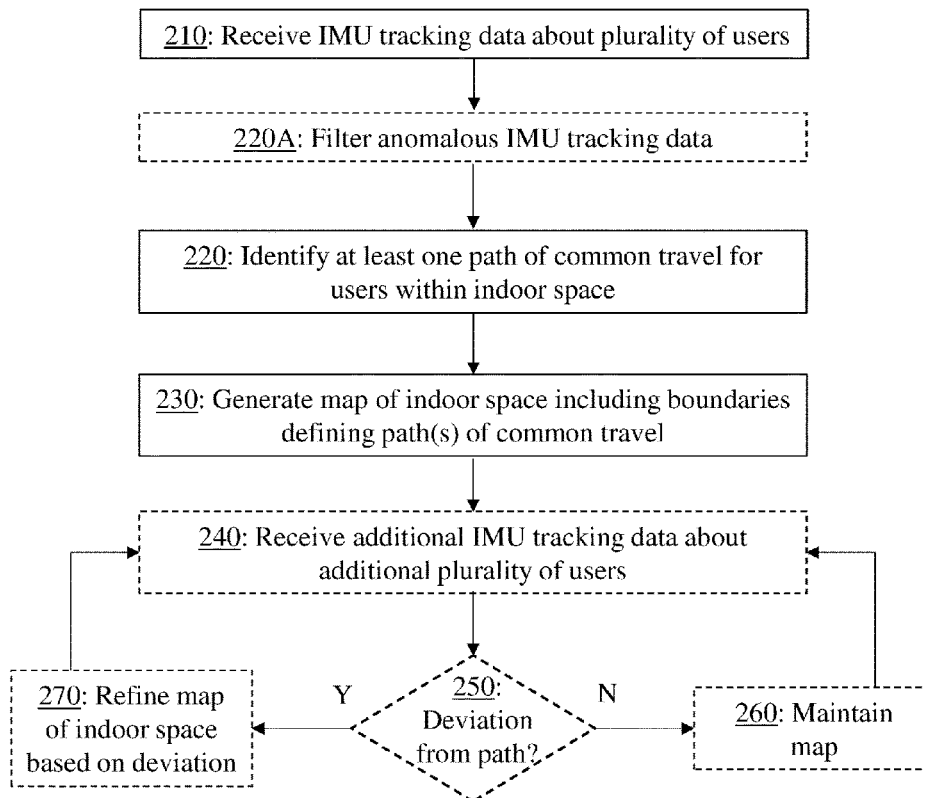 210: Receive IMU tracking data about plurality of users
220A: Filter anomalous IMU tracking data
220: Identify at least one path of common travel for
users within indoor space
230: Generate map of indoor space including boundaries
defining path(s) of common travel
240: Receive additional IMU tracking data about
additional plurality of users
250:
Deviation
from path?
Y
N
270: Refine map
of indoor space
based on deviation
260: Maintain
map